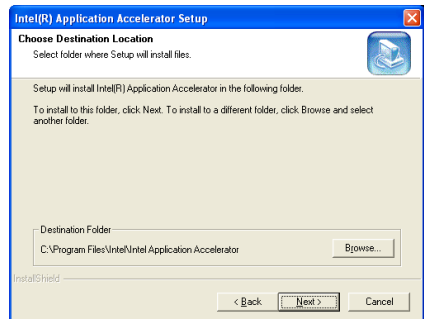 Intel(R) Application Accelerator Setup
Choose Destination Location
Select folder where Setup will install files.
Setup will install Intel(R) Application Accelerator in the following folder.
To install to this folder, click Next. To install to a different folder, click Browse and select
another folder.
Destination Folder
C:\Program Files\Intel\Intel Application Accelerator
Browse...
InstallShield
< Back
Next >
Cancel